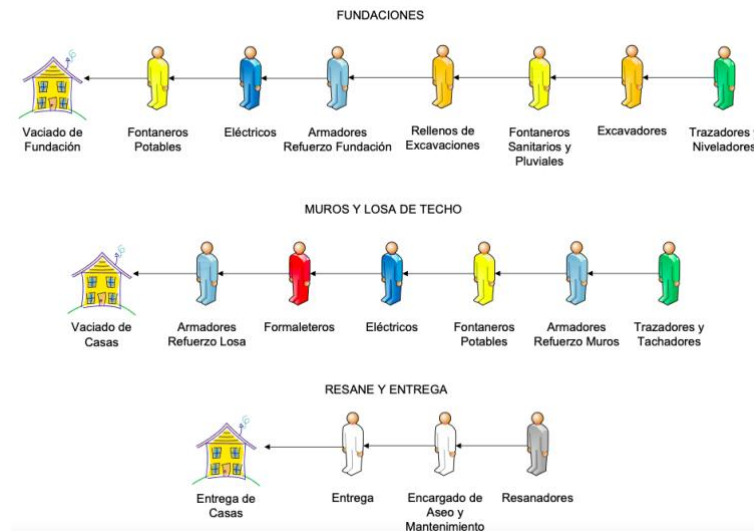 FUNDACIONES
Vaciado de
Fundación
Fontaneros
Potables
Eléctricos
Armadores
Refuerzo Fundación
Rellenos de
Excavaciones
Fontaneros
Sanitarios y
Pluviales
Excavadores
Trazadores
Niveladores
MUROS Y LOSA DE TECHO
Vaciado de
Casas
Armadores
Refuerzo Losa
Formaleteros
Eléctricos
Fontaneros
Potables
Armadores
Refuerzo Muros
Trazadores y
Tachadores
RESANE Y ENTREGA
Entrega de
Casas
Entrega
Encargado de
Aseo y
Mantenimiento
Resanadores